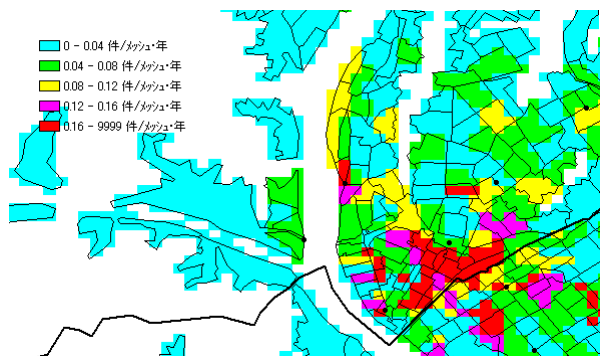 0 - 0.04 件/メッシュ・年
0.04 - 0.08 件/メッシュ・年
0.08 - 0.12 件/メッシュ・年
0.12 - 0.16 件/メッシュ・年
0.16 - 9999 件/メッシュ・年